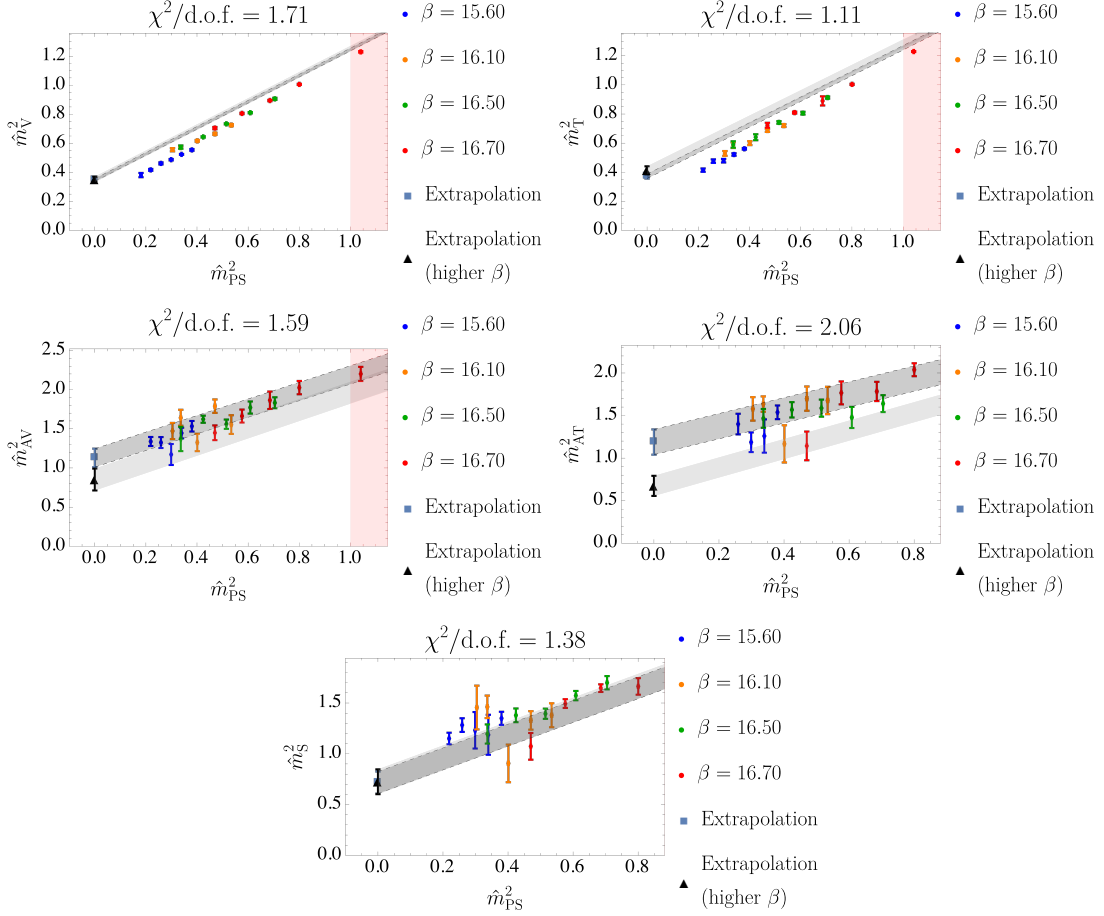 χ²/d.o.f. = 1.71
m̂²_V
1.2
1.0
0.8
0.6
0.4
0.2
0.0
0.0 0.2 0.4 0.6 0.8 1.0
m̂²_PS
β = 15.60
β = 16.10
β = 16.50
β = 16.70
Extrapolation
Extrapolation
(higher β)
χ²/d.o.f. = 1.11
m̂²_T
1.2
1.0
0.8
0.6
0.4
0.2
0.0
0.0 0.2 0.4 0.6 0.8 1.0
m̂²_PS
β = 15.60
β = 16.10
β = 16.50
β = 16.70
Extrapolation
Extrapolation
(higher β)
χ²/d.o.f. = 1.59
m̂²_AV
2.5
2.0
1.5
1.0
0.5
0.0
0.0 0.2 0.4 0.6 0.8 1.0
m̂²_PS
β = 15.60
β = 16.10
β = 16.50
β = 16.70
Extrapolation
Extrapolation
(higher β)
χ²/d.o.f. = 2.06
m̂²_AT
2.0
1.5
1.0
0.5
0.0
0.0 0.2 0.4 0.6 0.8
m̂²_PS
β = 15.60
β = 16.10
β = 16.50
β = 16.70
Extrapolation
Extrapolation
(higher β)
χ²/d.o.f. = 1.38
m̂²_S
1.5
1.0
0.5
0.0
0.0 0.2 0.4 0.6 0.8
m̂²_PS
β = 15.60
β = 16.10
β = 16.50
β = 16.70
Extrapolation
Extrapolation
(higher β)